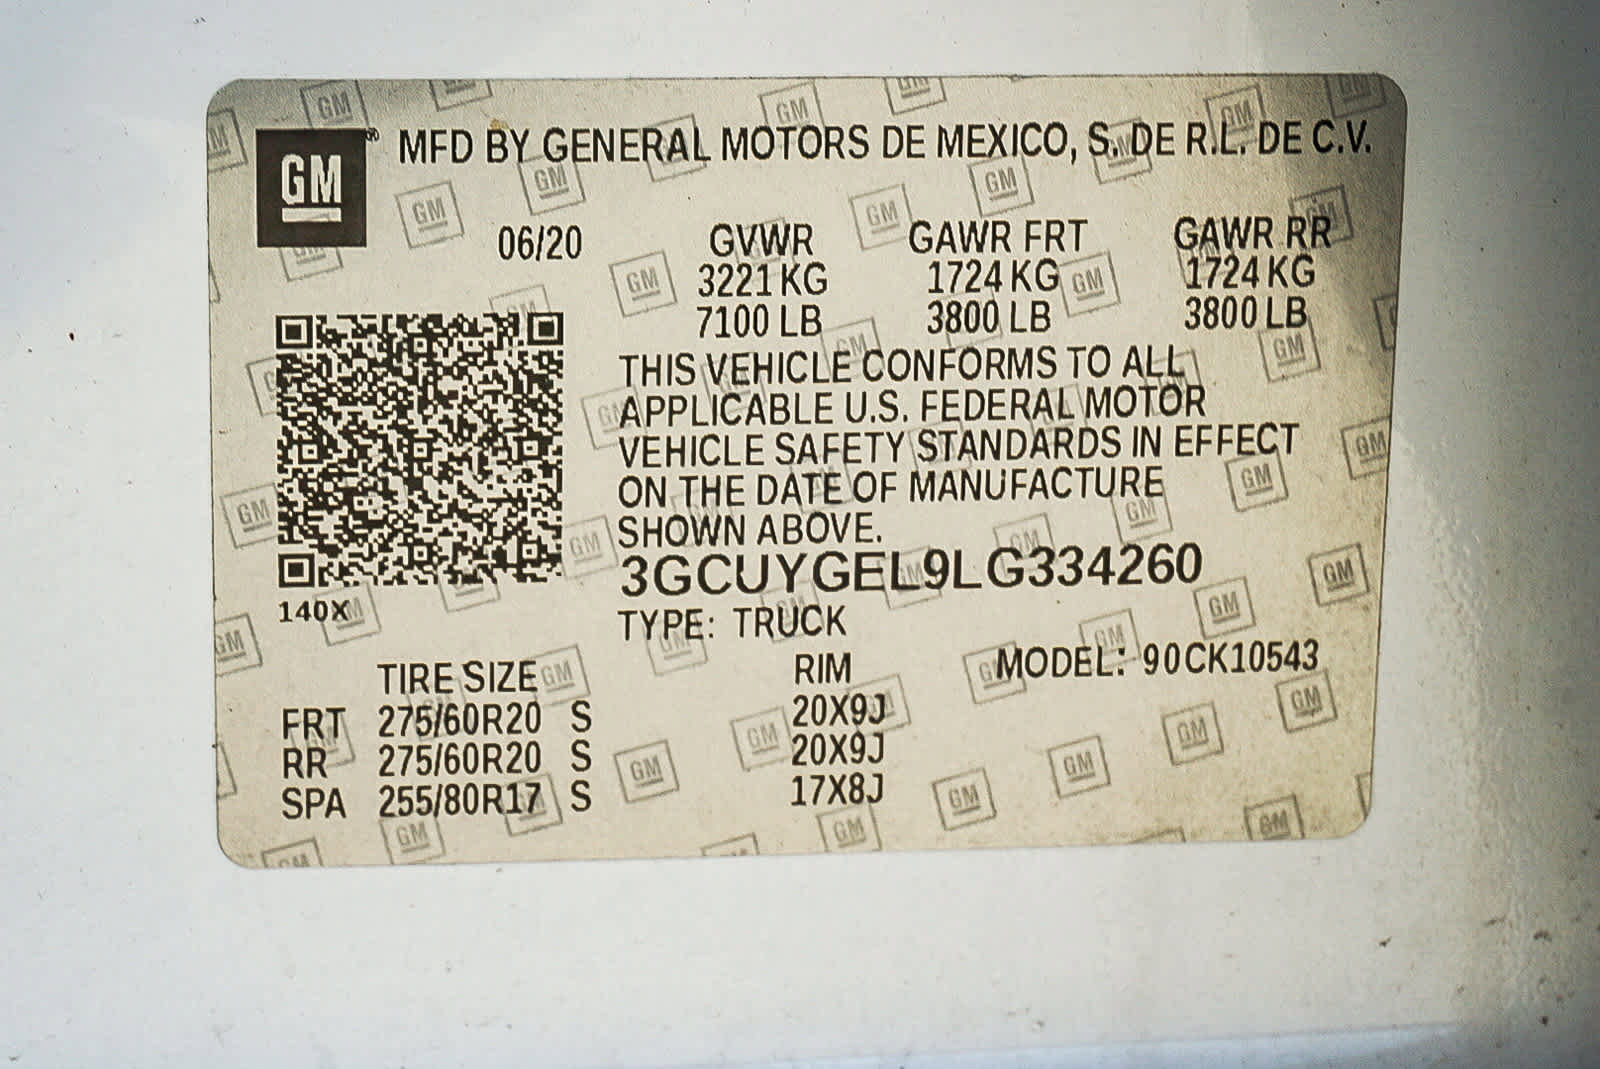 GM
MFD BY GENERAL MOTORS DE MEXICO, S. DE R.L. DE C.V.
06/20 GVWR GAWR FRT GAWR RR
3221 KG 1724 KG 1724 KG
7100 LB 3800 LB 3800 LB
THIS VEHICLE CONFORMS TO ALL
APPLICABLE U.S. FEDERAL MOTOR
VEHICLE SAFETY STANDARDS IN EFFECT
ON THE DATE OF MANUFACTURE
SHOWN ABOVE.
3GCUYGEL9LG334260
140X
TYPE: TRUCK
TIRE SIZE RIM MODEL: 90CK10543
FRT 275/60R20 S 20X9J
RR 275/60R20 S 20X9J
SPA 255/80R17 S 17X8J